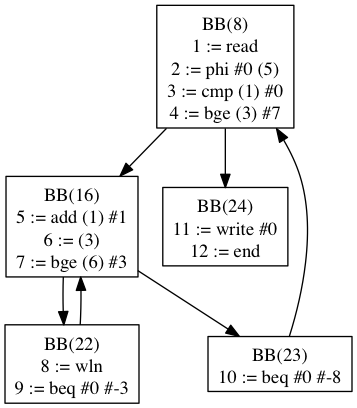 BB(8)
1 := read
2 := phi #0 (5)
3 := cmp (1) #0
4 := bge (3) #7
BB(16)
5 := add (1) #1
6 := (3)
7 := bge (6) #3
BB(24)
11 := write #0
12 := end
BB(22)
8 := wln
9 := beq #0 #-3
BB(23)
10 := beq #0 #-8